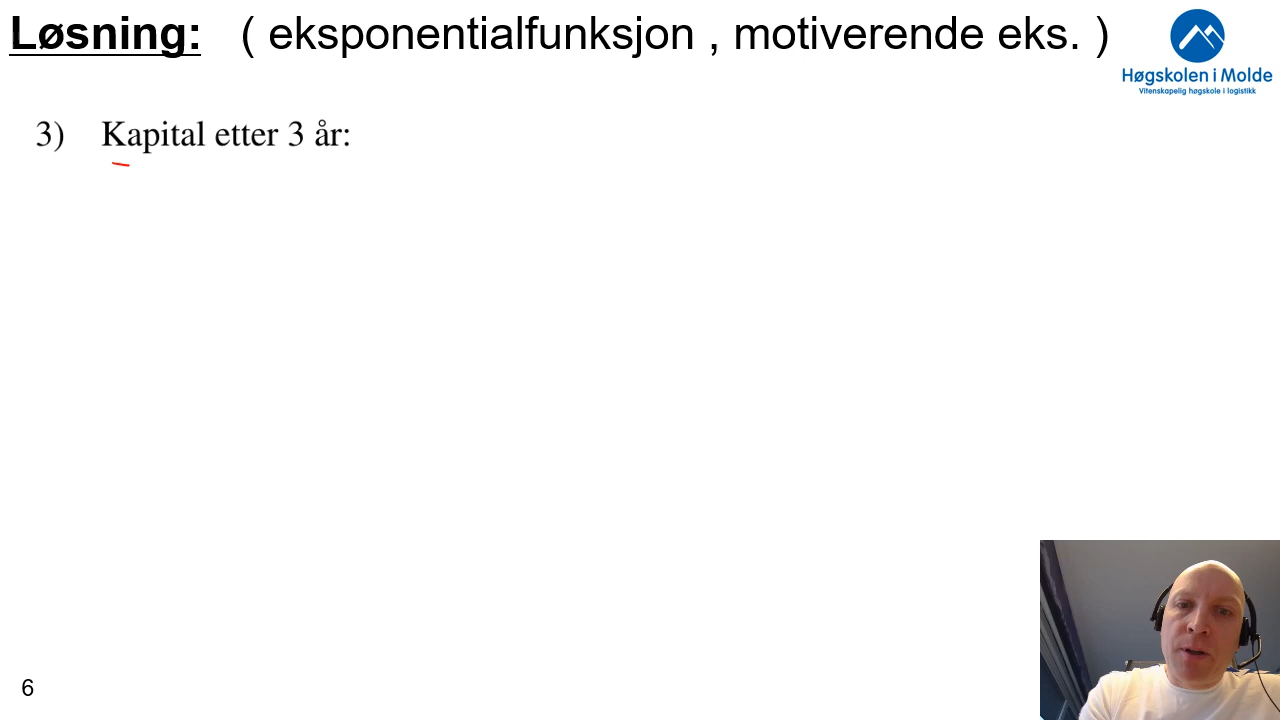 Løsning: ( eksponentialfunksjon , motiverende eks. )
Høgskolen i Molde
Vitenskapelig høgskole i logistikk
3) Kapital etter 3 år:
6